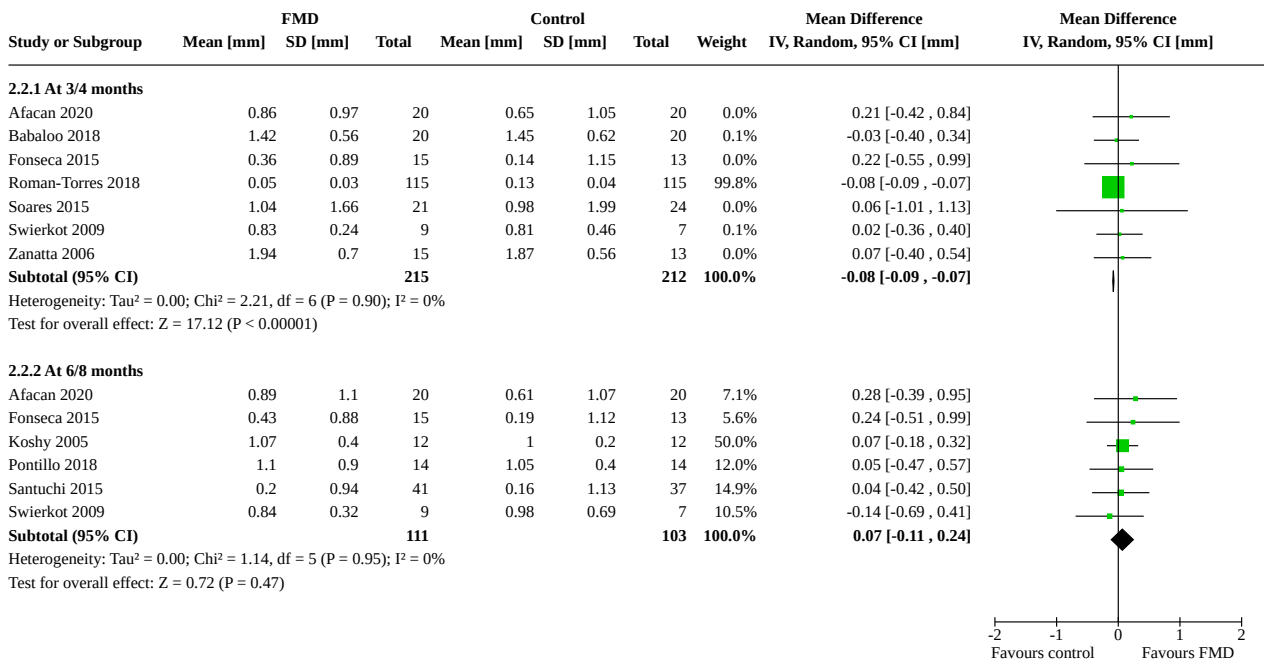 FMD Control Mean Difference Mean Difference
Study or Subgroup Mean [mm] SD [mm] Total Mean [mm] SD [mm] Total Weight IV, Random, 95% CI [mm] IV, Random, 95% CI [mm]
2.2.1 At 3/4 months
Afacan 2020 0.86 0.97 20 0.65 1.05 20 0.0% 0.21 [-0.42 , 0.84]
Babaloo 2018 1.42 0.56 20 1.45 0.62 20 0.1% -0.03 [-0.40 , 0.34]
Fonseca 2015 0.36 0.89 15 0.14 1.15 13 0.0% 0.22 [-0.55 , 0.99]
Roman-Torres 2018 0.05 0.03 115 0.13 0.04 115 99.8% -0.08 [-0.09 , -0.07]
Soares 2015 1.04 1.66 21 0.98 1.99 24 0.0% 0.06 [-1.01 , 1.13]
Swierkot 2009 0.83 0.24 9 0.81 0.46 7 0.1% 0.02 [-0.36 , 0.40]
Zanatta 2006 1.94 0.7 15 1.87 0.56 13 0.0% 0.07 [-0.40 , 0.54]
Subtotal (95% CI) 215 212 100.0% -0.08 [-0.09 , -0.07]
Heterogeneity: Tau² = 0.00; Chi² = 2.21, df = 6 (P = 0.90); I² = 0%
Test for overall effect: Z = 17.12 (P < 0.00001)
2.2.2 At 6/8 months
Afacan 2020 0.89 1.1 20 0.61 1.07 20 7.1% 0.28 [-0.39 , 0.95]
Fonseca 2015 0.43 0.88 15 0.19 1.12 13 5.6% 0.24 [-0.51 , 0.99]
Koshy 2005 1.07 0.4 12 1 0.2 12 50.0% 0.07 [-0.18 , 0.32]
Pontillo 2018 1.1 0.9 14 1.05 0.4 14 12.0% 0.05 [-0.47 , 0.57]
Santuchi 2015 0.2 0.94 41 0.16 1.13 37 14.9% 0.04 [-0.42 , 0.50]
Swierkot 2009 0.84 0.32 9 0.98 0.69 7 10.5% -0.14 [-0.69 , 0.41]
Subtotal (95% CI) 111 103 100.0% 0.07 [-0.11 , 0.24]
Heterogeneity: Tau² = 0.00; Chi² = 1.14, df = 5 (P = 0.95); I² = 0%
Test for overall effect: Z = 0.72 (P = 0.47)
-2 -1 0 1 2
Favours control Favours FMD